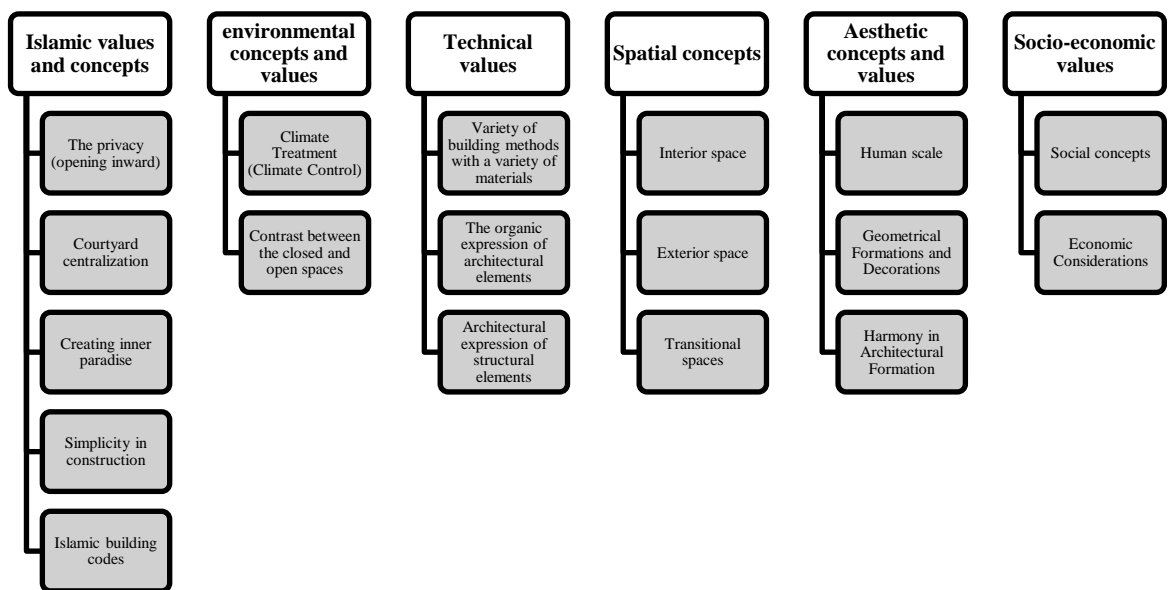 Islamic values
and concepts
The privacy
(opening inward)
Courtyard
centralization
Creating inner
paradise
Simplicity in
construction
Islamic building
codes
environmental
concepts and
values
Climate
Treatment
(Climate Control)
Contrast between
the closed and
open spaces
Technical
values
Variety of
building methods
with a variety of
materials
The organic
expression of
architectural
elements
Architectural
expression of
structural
elements
Spatial concepts
Interior space
Exterior space
Transitional
spaces
Aesthetic
concepts and
values
Human scale
Geometrical
Formations and
Decorations
Harmony in
Architectural
Formation
Socio-economic
values
Social concepts
Economic
Considerations